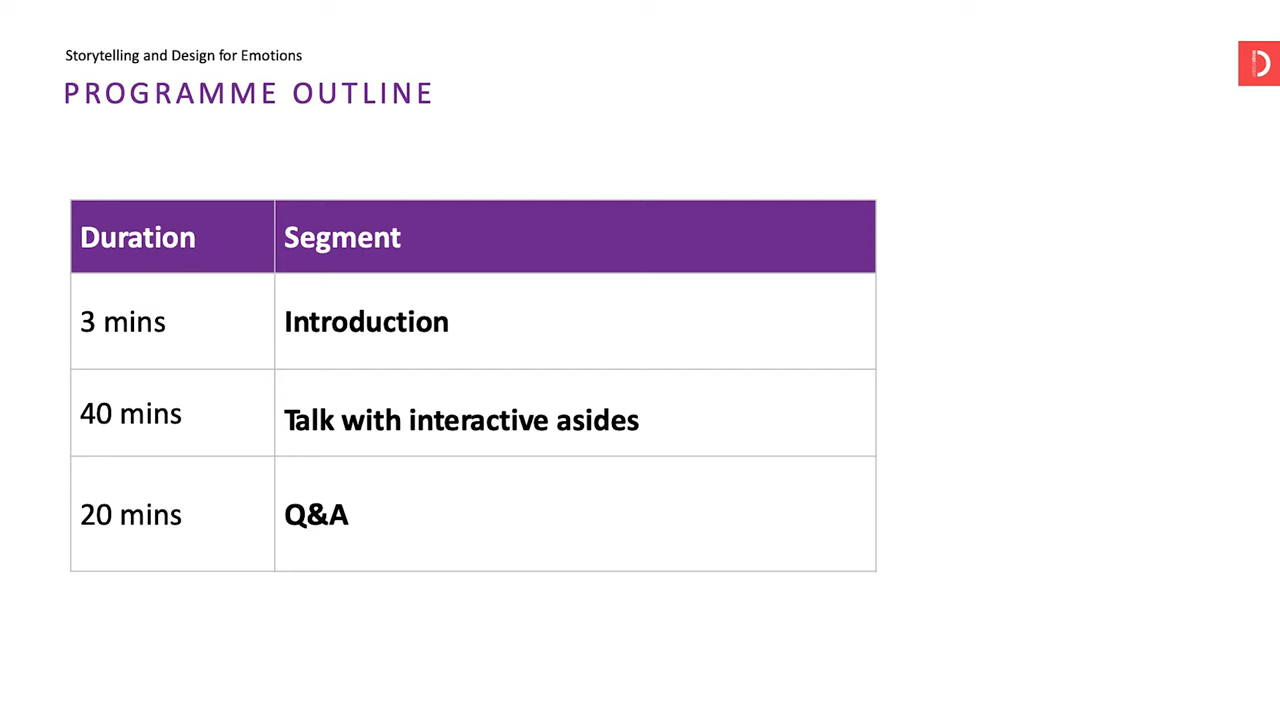 Storytelling and Design for Emotions
PROGRAMME OUTLINE
Duration Segment
3 mins Introduction
40 mins Talk with interactive asides
20 mins Q&A